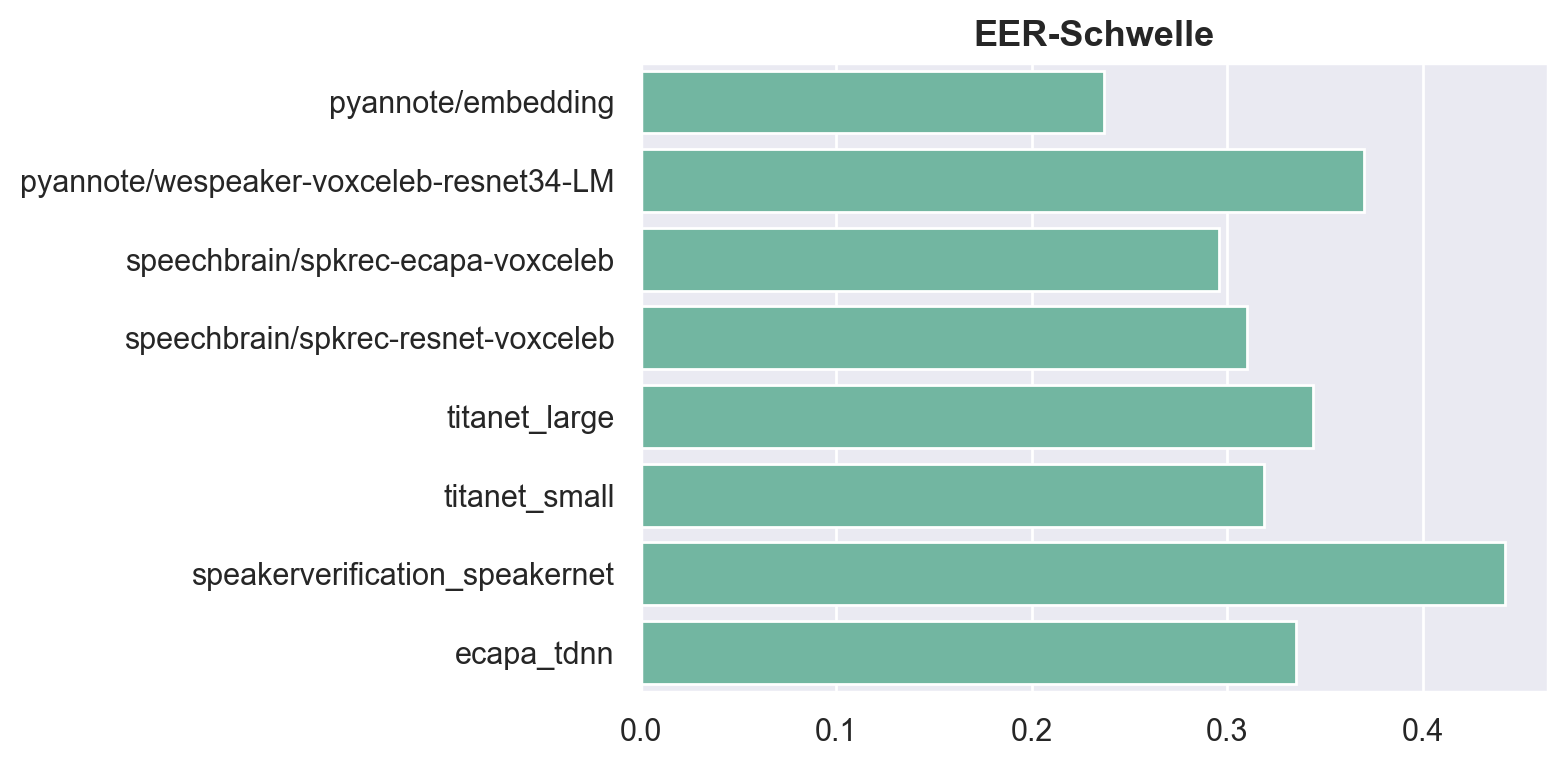 EER-Schwelle
pyannote/embedding
pyannote/wespeaker-voxceleb-resnet34-LM
speechbrain/spkrec-ecapa-voxceleb
speechbrain/spkrec-resnet-voxceleb
titanet_large
titanet_small
speakerverification_speakernet
ecapa_tdnn
0.0 0.1 0.2 0.3 0.4